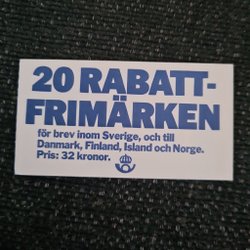 20 RABATT-
FRIMÄRKEN
för brev inom Sverige, och till
Danmark, Finland, Island och Norge.
Pris: 32 kronor.